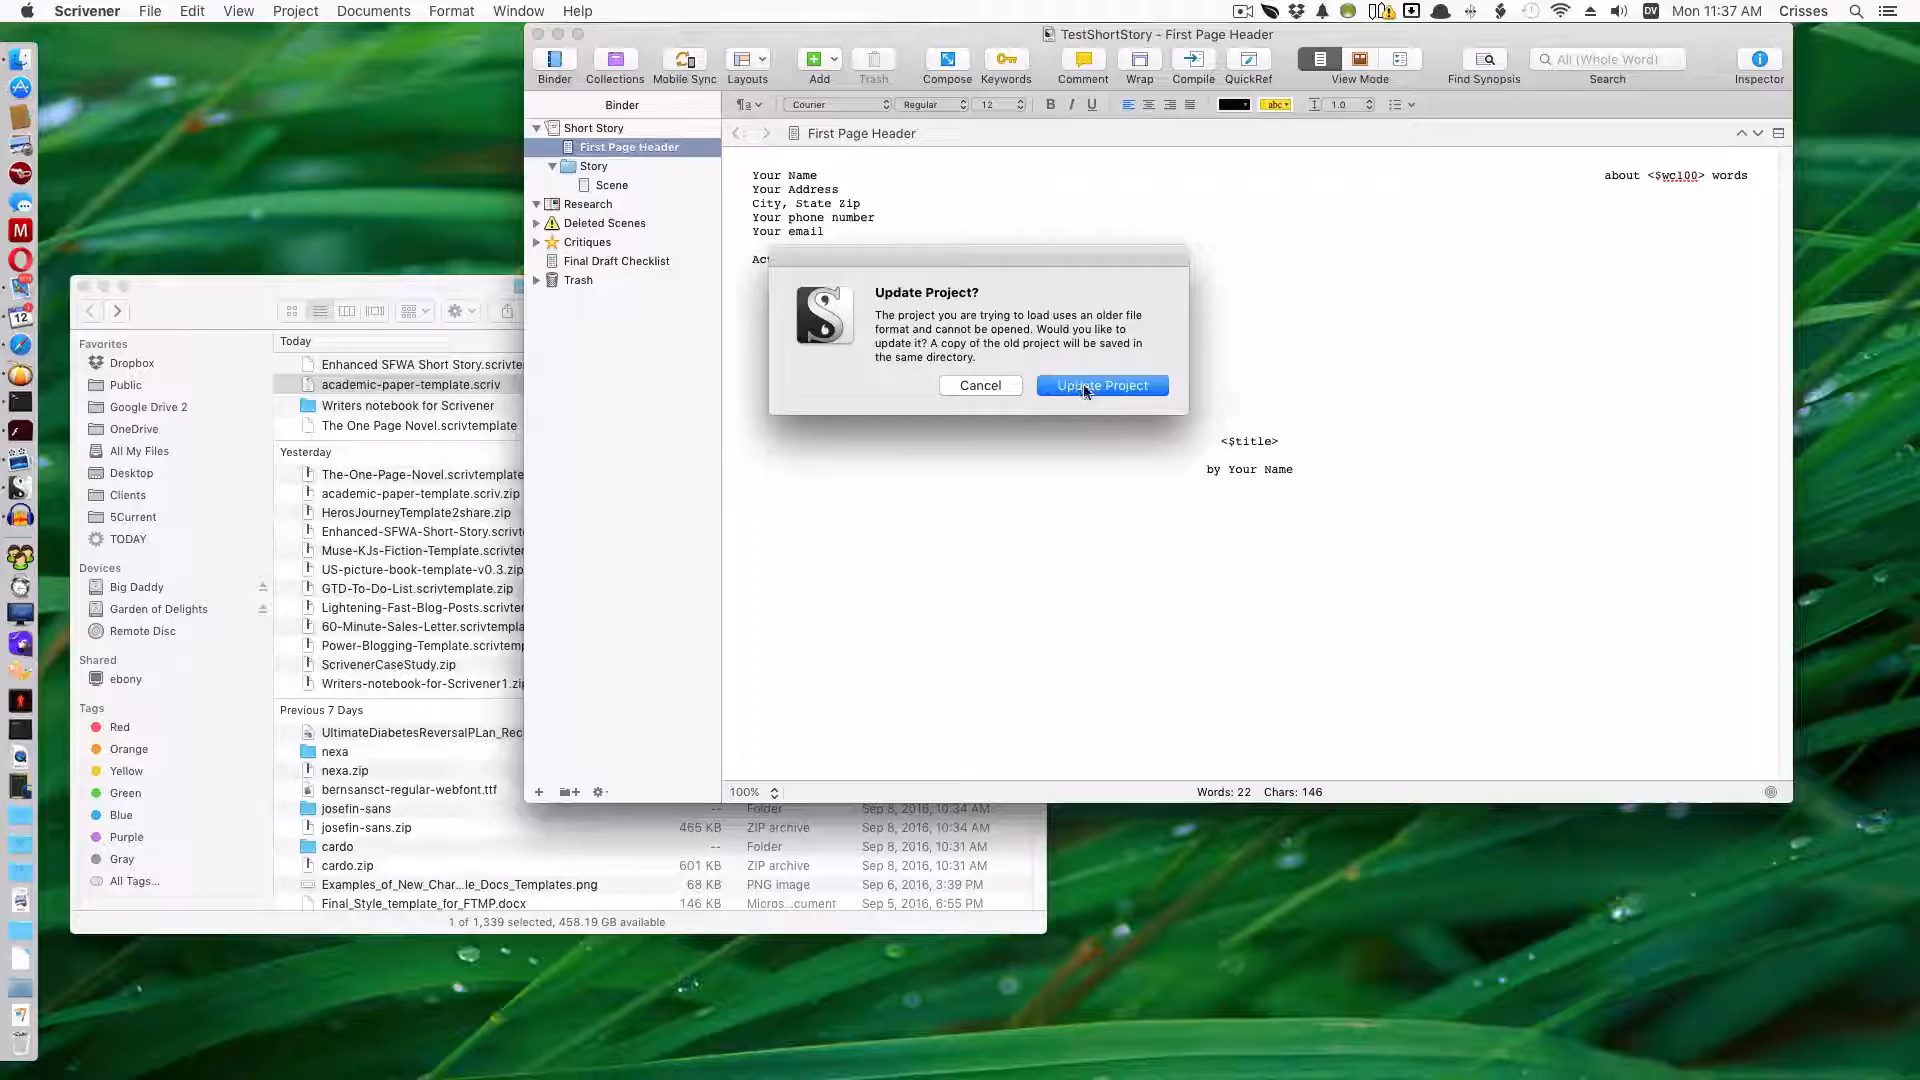 Scrivener File Edit View Project Documents Format Window Help
Mon 11:37 AM Crisses
TestShortStory - First Page Header
Binder Collections Mobile Sync Layouts Add Trash Compose Keywords Comment Wrap Compile QuickRef View Mode Find Synopsis Search Inspector
All (Whole Word)
Binder
Courier Regular 12 B I U abc 1.0
Short Story
First Page Header
Story
Scene
Research
Deleted Scenes
Critiques
Final Draft Checklist
Trash
First Page Header
Your Name about <$wc100> words
Your Address
City, State Zip
Your phone number
Your email
Update Project?
The project you are trying to load uses an older file
format and cannot be opened. Would you like to
update it? A copy of the old project will be saved in
the same directory.
Cancel Update Project
<$title>
by Your Name
100% Words: 22 Chars: 146
Favorites
Dropbox
Public
Google Drive 2
OneDrive
All My Files
Desktop
Clients
5Current
TODAY
Devices
Big Daddy
Garden of Delights
Remote Disc
Shared
ebony
Tags
Red
Orange
Yellow
Green
Blue
Purple
Gray
All Tags...
Today
Enhanced SFWA Short Story.scrivte
academic-paper-template.scriv
Writers notebook for Scrivener
The One Page Novel.scrivtemplate
Yesterday
The-One-Page-Novel.scrivtemplate
academic-paper-template.scriv.zip
HerosJourneyTemplate2share.zip
Enhanced-SFWA-Short-Story.scrivt
Muse-KJs-Fiction-Template.scrivter
US-picture-book-template-v0.3.zip
GTD-To-Do-List.scrivtemplate.zip
Lightening-Fast-Blog-Posts.scrivte
60-Minute-Sales-Letter.scrivtempla
Power-Blogging-Template.scrivtem
ScrivenerCaseStudy.zip
Writers-notebook-for-Scrivener1.zip
Previous 7 Days
UltimateDiabetesReversalPLan_Rec
nexa
nexa.zip
bernsansct-regular-webfont.ttf
josefin-sans -- Folder Sep 8, 2016, 10:34 AM
josefin-sans.zip 465 KB ZIP archive Sep 8, 2016, 10:34 AM
cardo -- Folder Sep 8, 2016, 10:31 AM
cardo.zip 601 KB ZIP archive Sep 8, 2016, 10:31 AM
Examples_of_New_Char...le_Docs_Templates.png 68 KB PNG image Sep 6, 2016, 3:39 PM
Final_Style_template_for_FTMP.docx 146 KB Micros...cument Sep 5, 2016, 6:55 PM
1 of 1,339 selected, 458.19 GB available